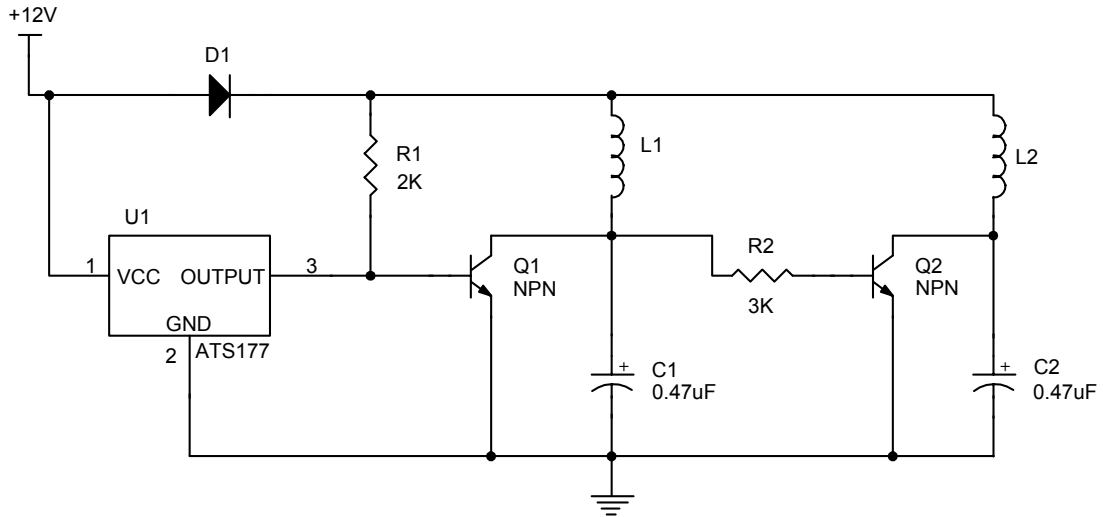 +12V
D1
R1
2K
L1
L2
U1
1
VCC
OUTPUT
3
GND
2
ATS177
Q1
NPN
R2
3K
Q2
NPN
+
C1
0.47uF
+
C2
0.47uF